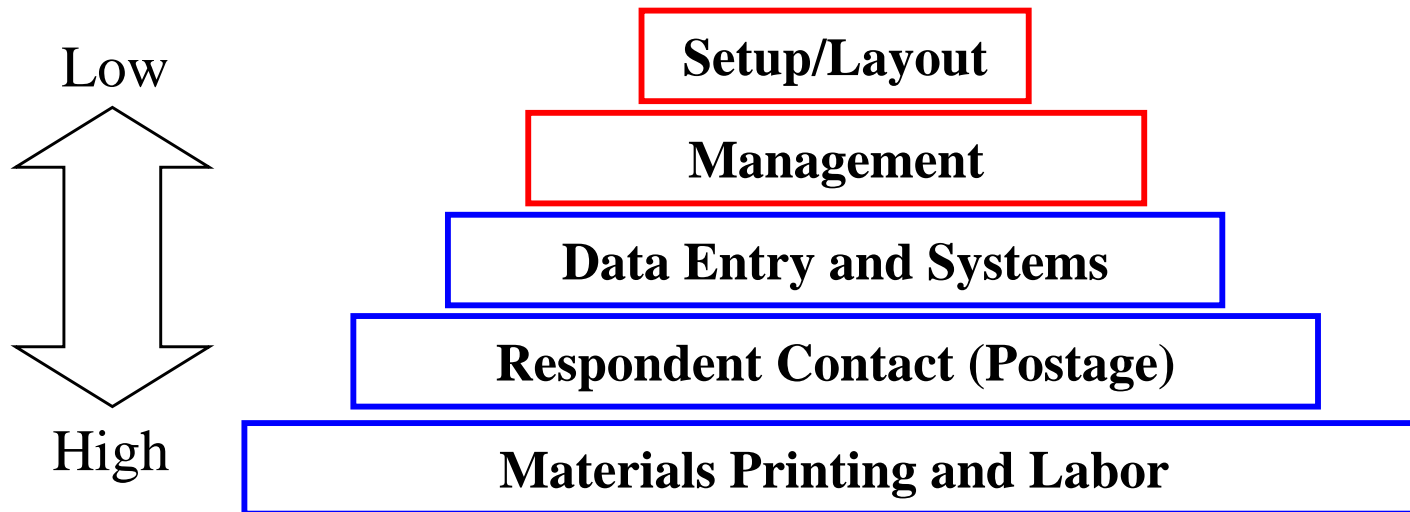 Setup/Layout
Low
Management
Data Entry and Systems
Respondent Contact (Postage)
High
Materials Printing and Labor